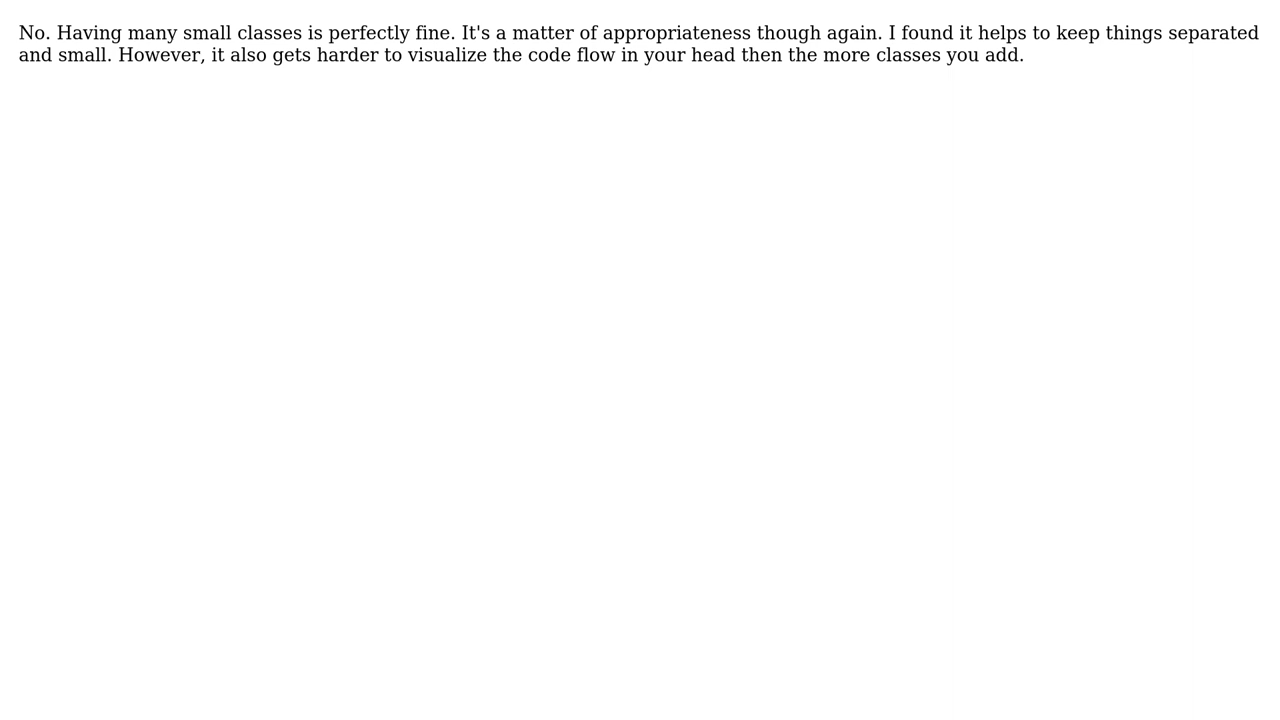 No. Having many small classes is perfectly fine. It's a matter of appropriateness though again. I found it helps to keep things separated
and small. However, it also gets harder to visualize the code flow in your head then the more classes you add.